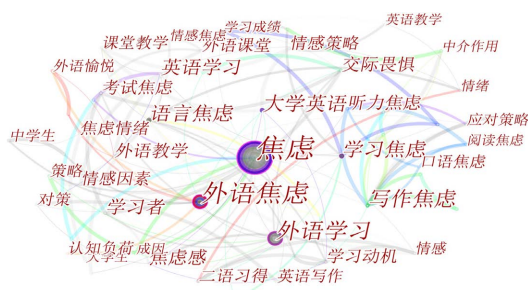 英语教学
情感焦虑
学习成绩
课堂教学
外语课堂
情感策略
中介作用
外语愉悦
英语学习
交际畏惧
考试焦虑
情绪
语言焦虑
大学英语听力焦虑
应对策略
中学生
焦虑情绪
外语教学
焦虑
学习焦虑
阅读焦虑
口语焦虑
策略
情感因素
对策
学习者
外语焦虑
写作焦虑
外语学习
认知负荷
成因
大学生
焦虑感
学习动机
情感
二语习得
英语写作